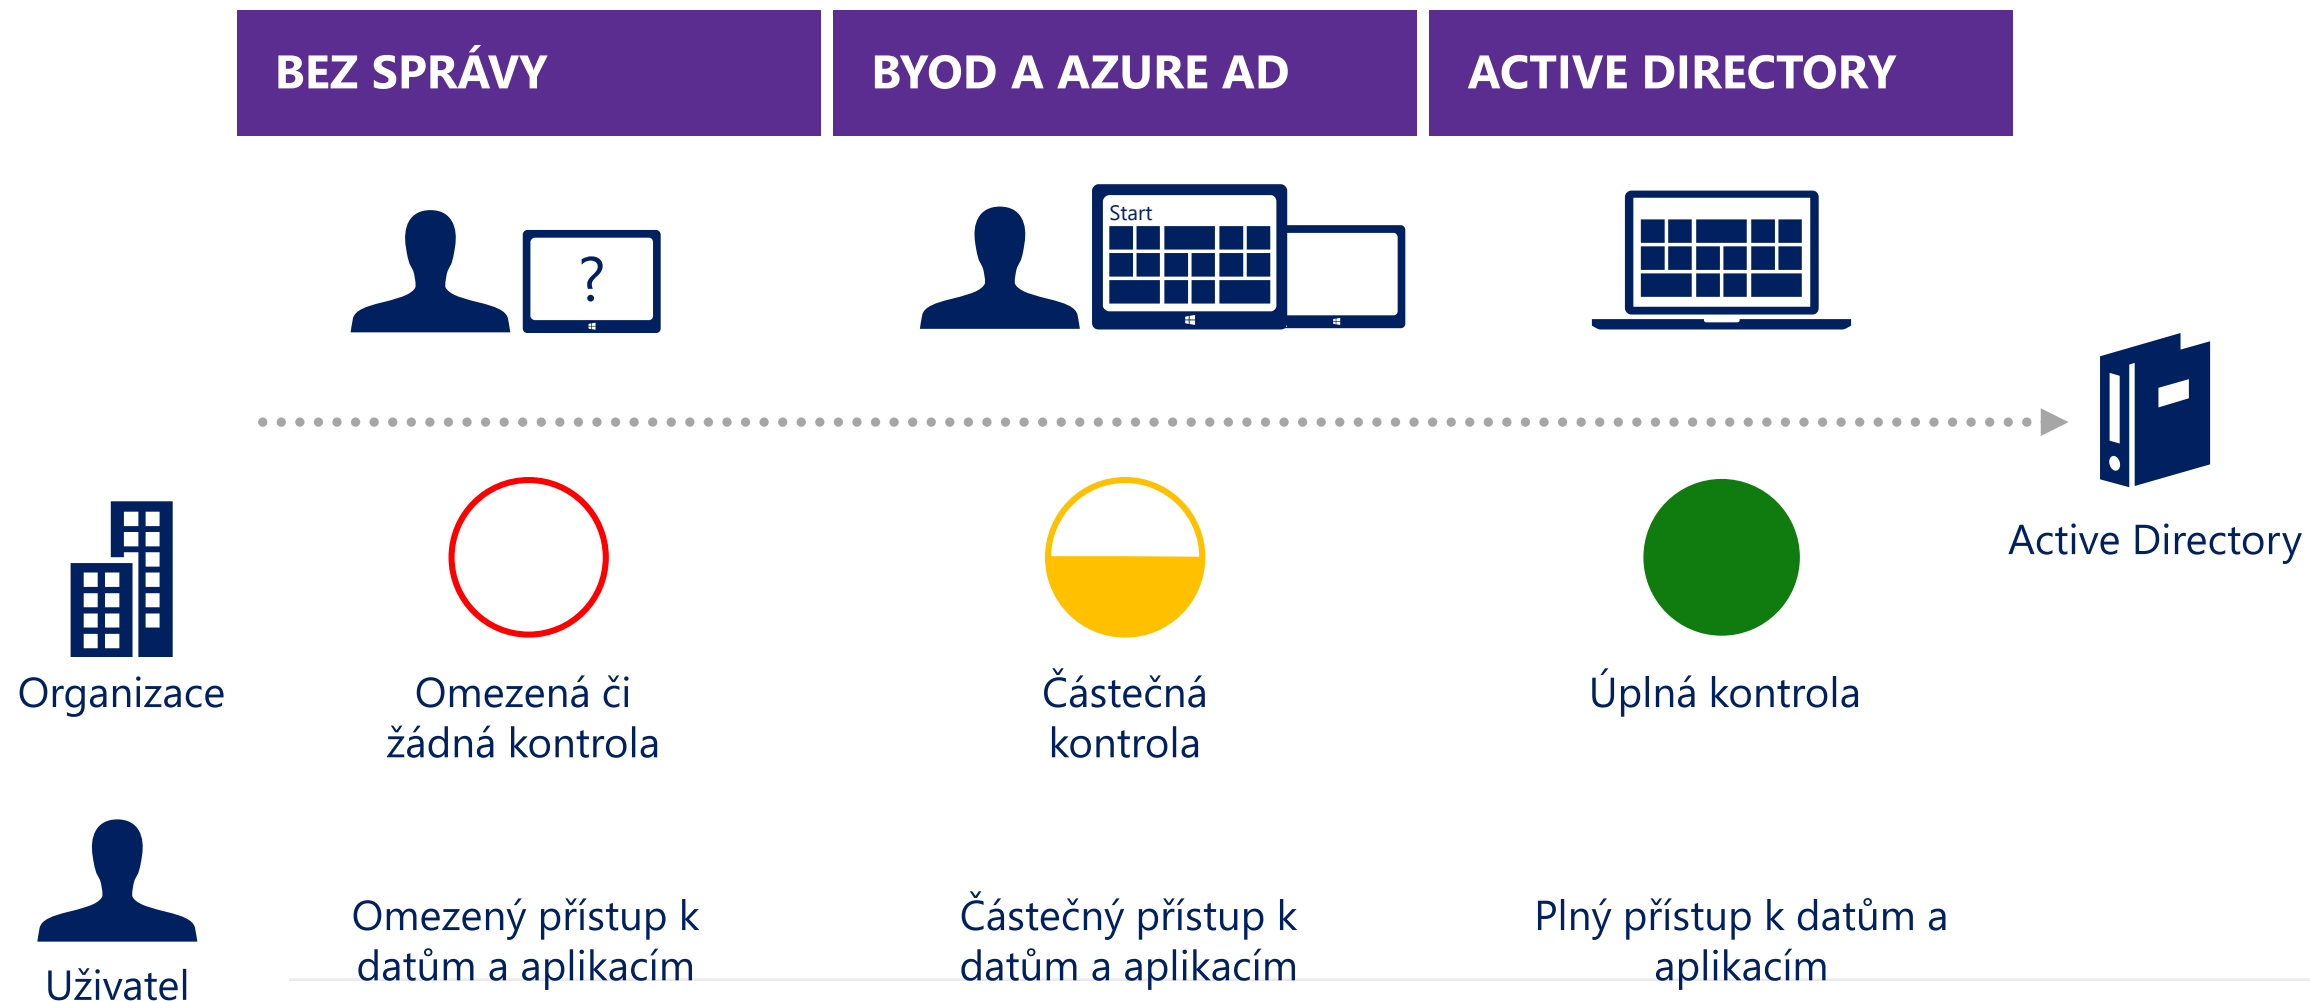 BEZ SPRÁVY
BYOD A AZURE AD
ACTIVE DIRECTORY
?
Start
Active Directory
Organizace
Omezená či
žádná kontrola
Částečná
kontrola
Úplná kontrola
Uživatel
Omezený přístup k
datům a aplikacím
Částečný přístup k
datům a aplikacím
Plný přístup k datům a
aplikacím